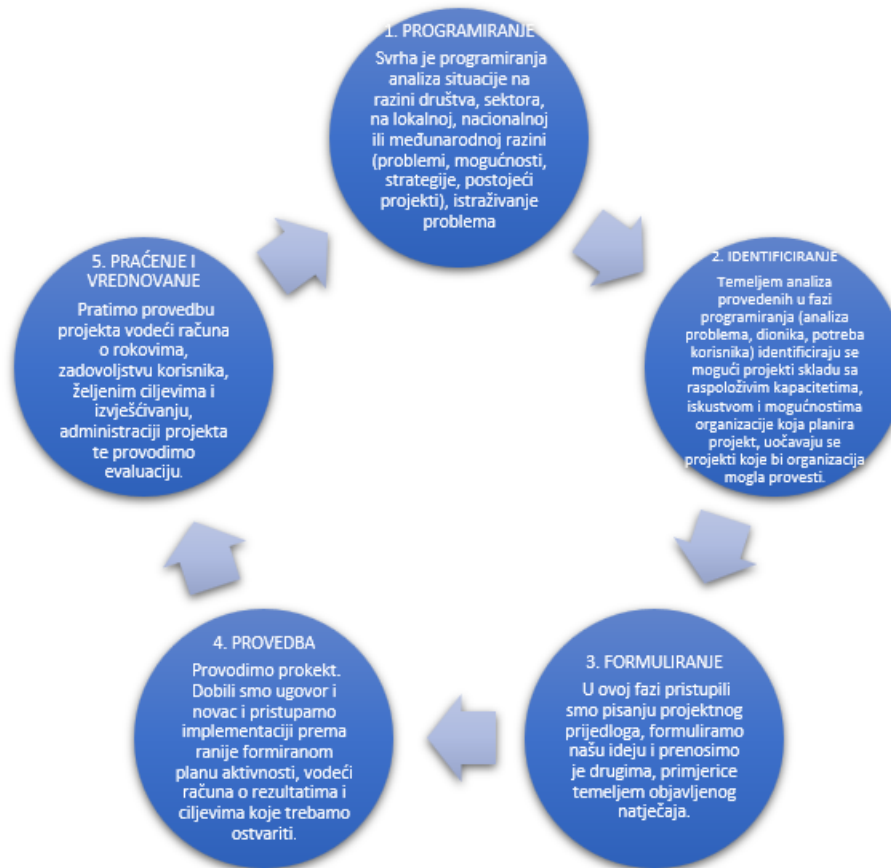 1. PROGRAMIRANJE
Svrha je programiranja
analiza situacije na
razini društva, sektora,
na lokalnoj, nacionalnoj
ili međunarodnoj razini
(problemi, mogućnosti,
strategije, postojeći
projekti), istraživanje
problema
2. IDENTIFICIRANJE
Temeljem analiza
provedenih u fazi
programiranja (analiza
problema, dionika, potreba
korisnika) identificiraju se
mogući projekti skladu sa
raspoloživim kapacitetima,
iskustvom i mogućnostima
organizacije koja planira
projekt, uočavaju se
projekti koje bi organizacija
mogla provesti.
3. FORMULIRANJE
U ovoj fazi pristupili
smo pisanju projektnog
prijedloga, formuliramo
našu ideju i prenosimo
je drugima, primjerice
temeljem objavljenog
natječaja.
4. PROVEDBA
Provodimo prokekt.
Dobili smo ugovor i
novac i pristupamo
implementaciji prema
ranije formiranom
planu aktivnosti, vodeći
računa o rezultatima i
ciljevima koje trebamo
ostvariti.
5. PRAĆENJE I
VREDNOVANJE
Pratimo provedbu
projekta vodeći računa
o rokovima,
zadovoljstvu korisnika,
željenim ciljevima i
izvješćivanju,
administraciji projekta
te provodimo
evaluaciju.